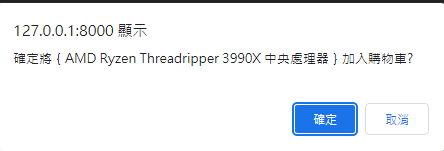 127.0.0.1:8000 顯示
確定將 { AMD Ryzen Threadripper 3990X 中央處理器 } 加入購物車?
確定
取消